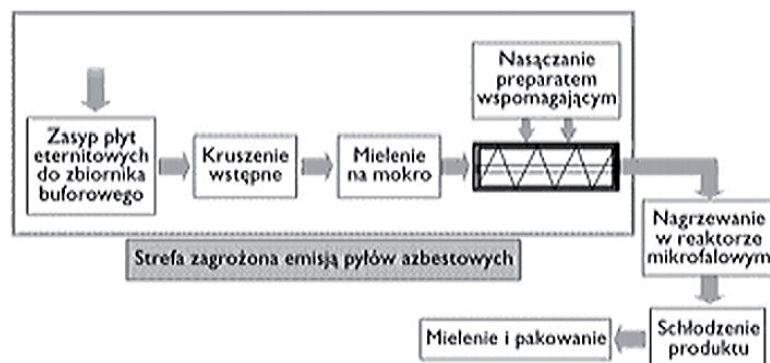 Nasączanie
preparatem
wspomagającym
Zasyp płyt
eternitowych
do zbiornika
buforowego
Kruszenie
wstępne
Mielenie
na mokro
Strefa zagrożona emisją pyłów azbestowych
Nagrzewanie
w reaktorze
mikrofalowym
Schłodzenie
produktu
Mielenie i pakowanie